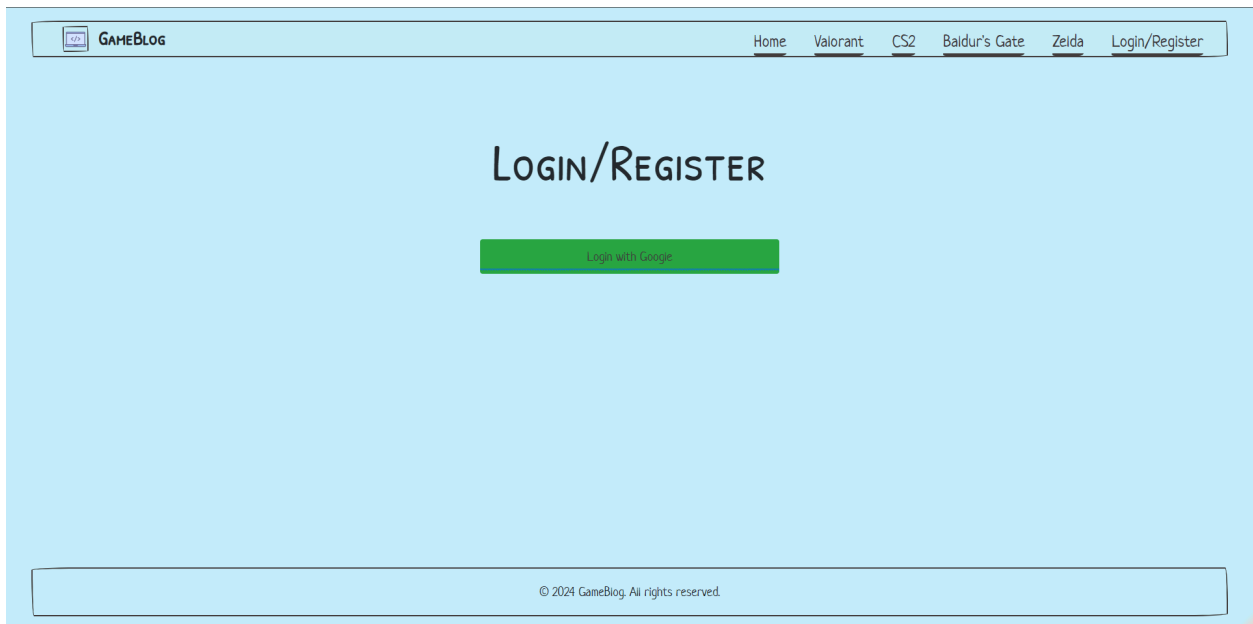 </> GameBlog Home Valorant CS2 Baldur's Gate Zelda Login/Register
Login/Register
Login with Google
© 2024 GameBlog. All rights reserved.